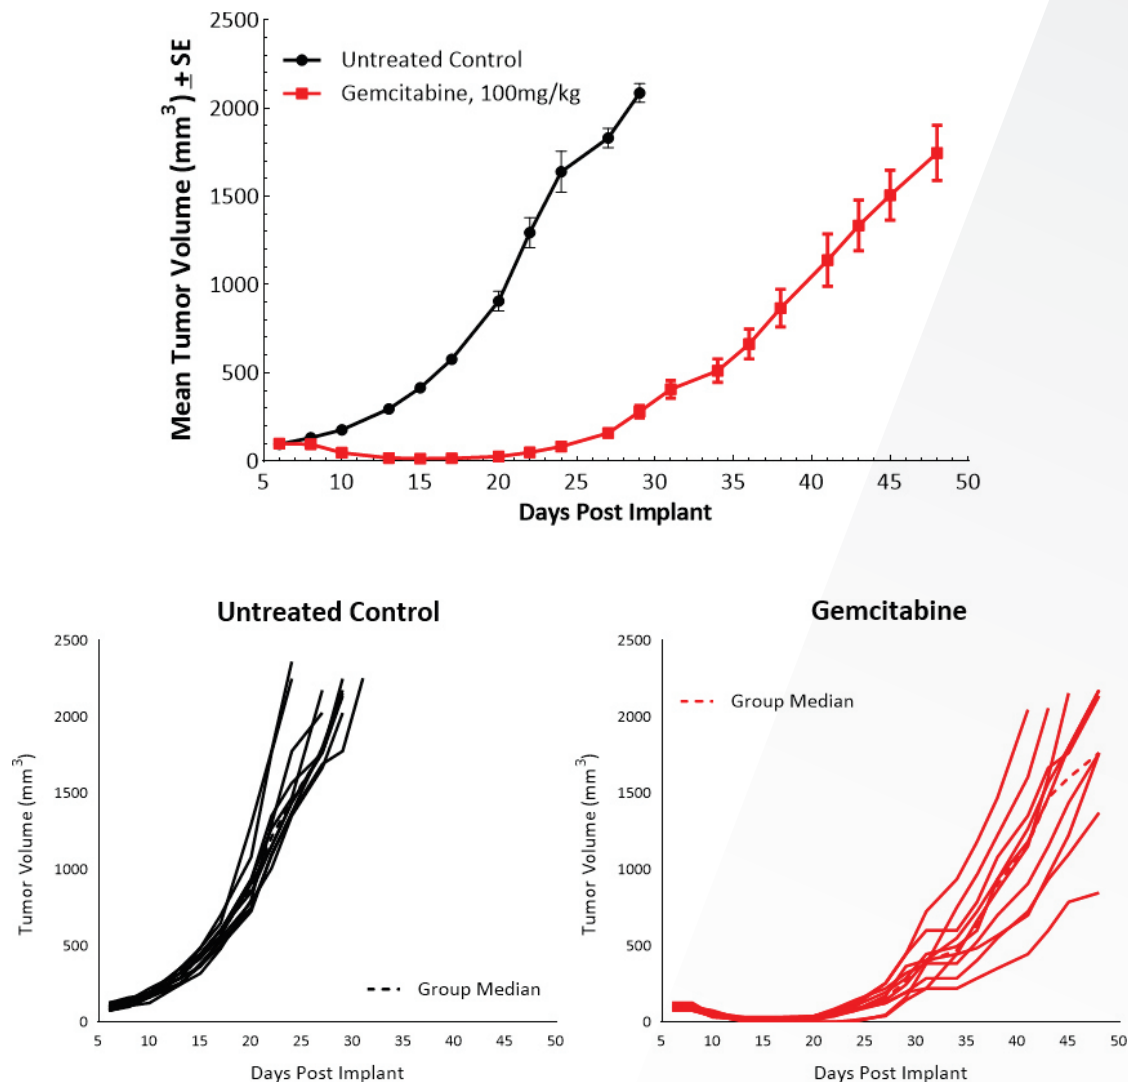 Mean Tumor Volume (mm³) ± SE
2500
2000
1500
1000
500
0
Untreated Control
Gemcitabine, 100mg/kg
5 10 15 20 25 30 35 40 45 50
Days Post Implant
Untreated Control
Tumor Volume (mm³)
2500
2000
1500
1000
500
0
Group Median
5 10 15 20 25 30 35 40 45 50
Days Post Implant
Gemcitabine
Tumor Volume (mm³)
2500
2000
1500
1000
500
0
Group Median
5 10 15 20 25 30 35 40 45 50
Days Post Implant